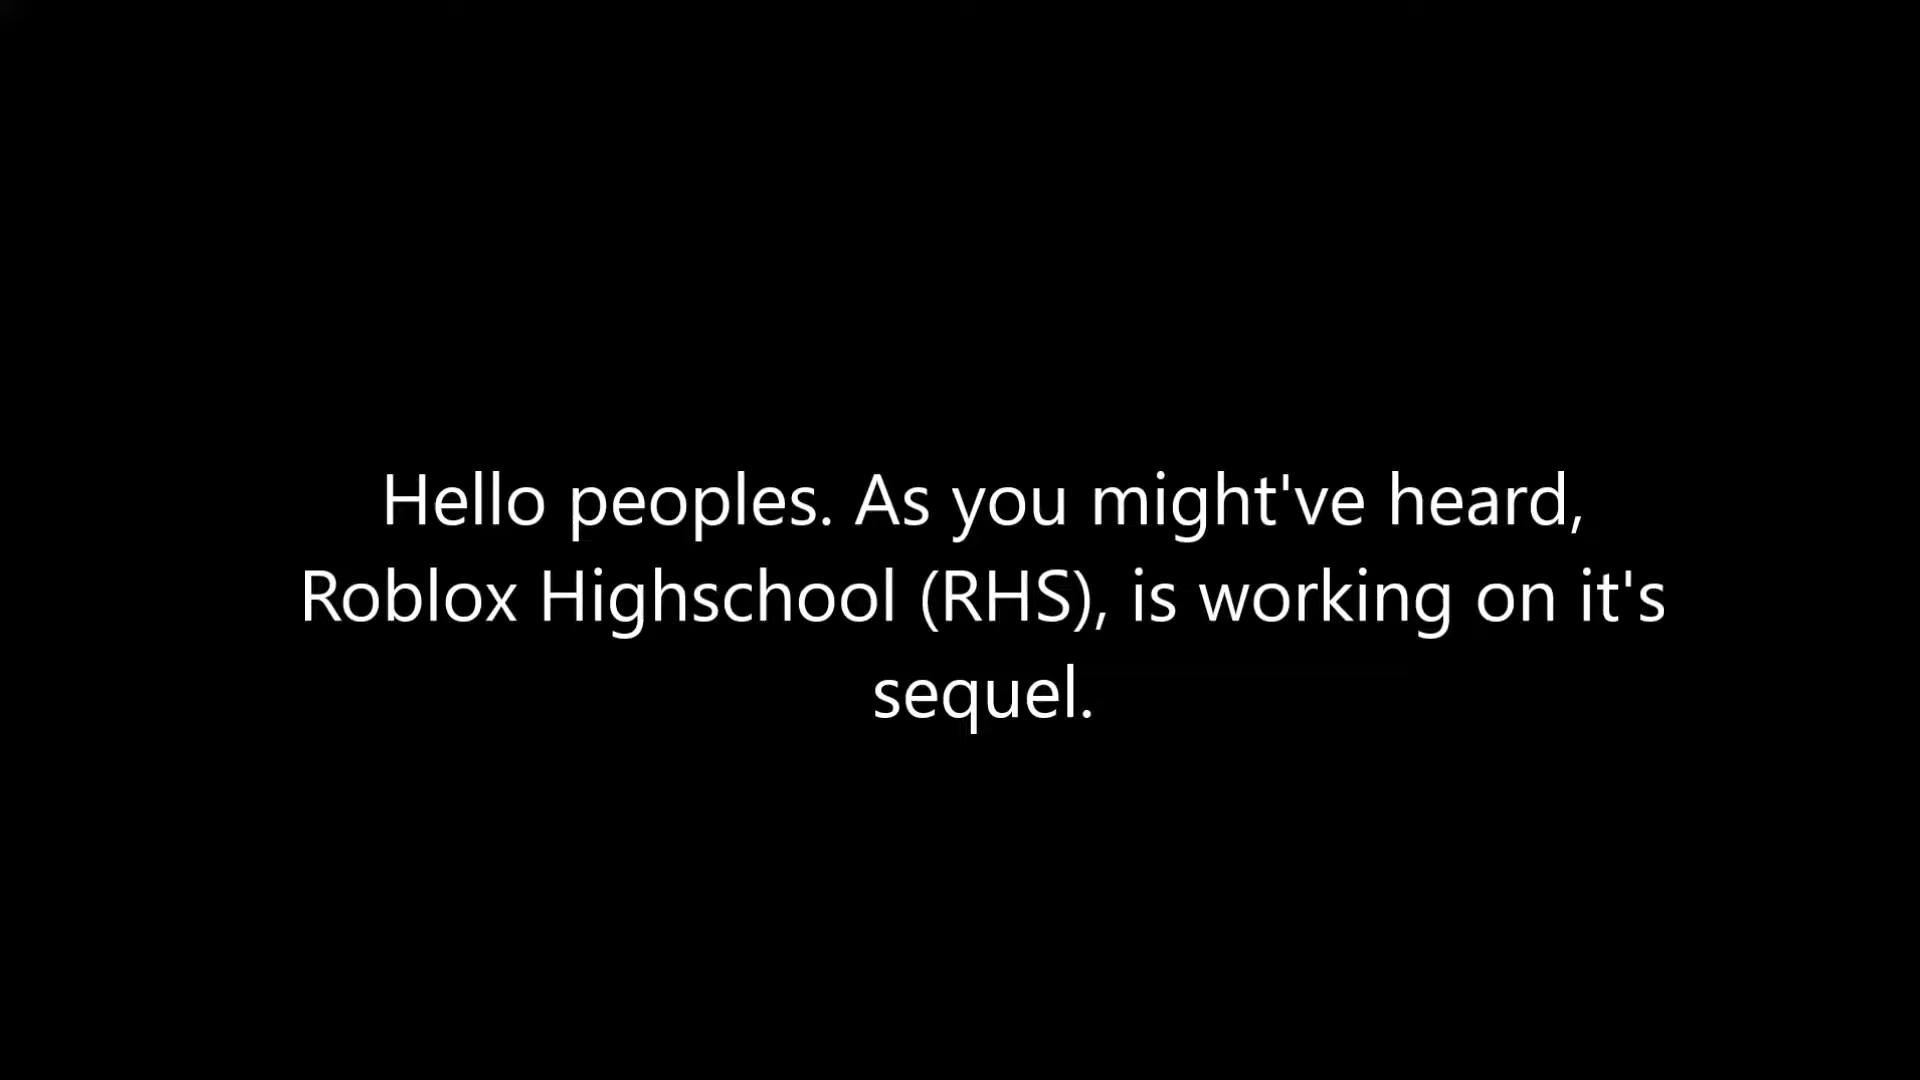 Hello peoples. As you might've heard,
Roblox Highschool (RHS), is working on it's
sequel.